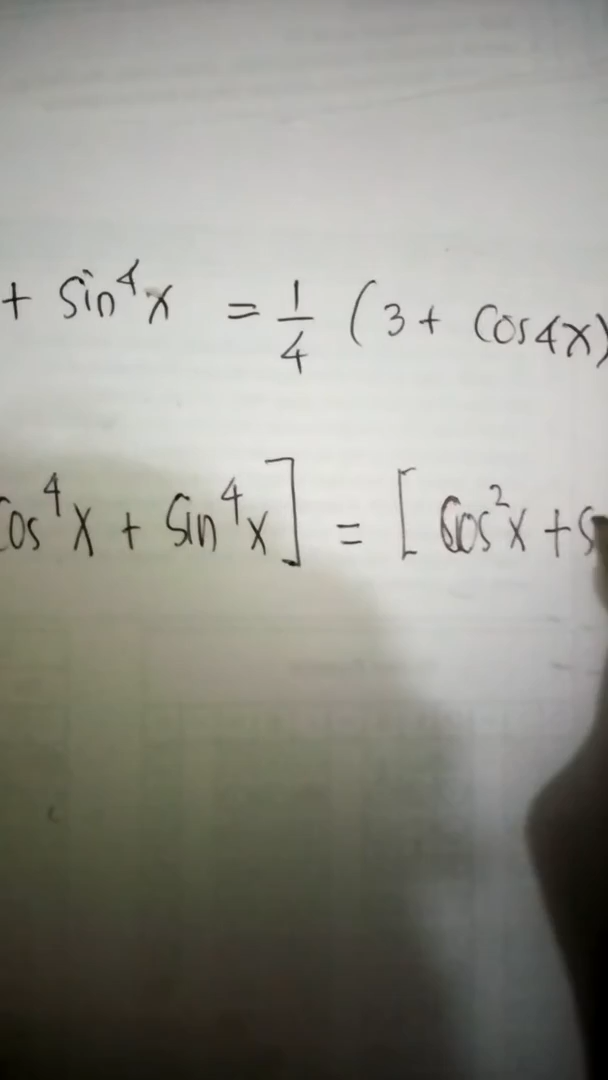 + sin⁴x = 1/4 (3 + Cos4x)
Cos⁴x + Sin⁴x] = [Cos²x + S